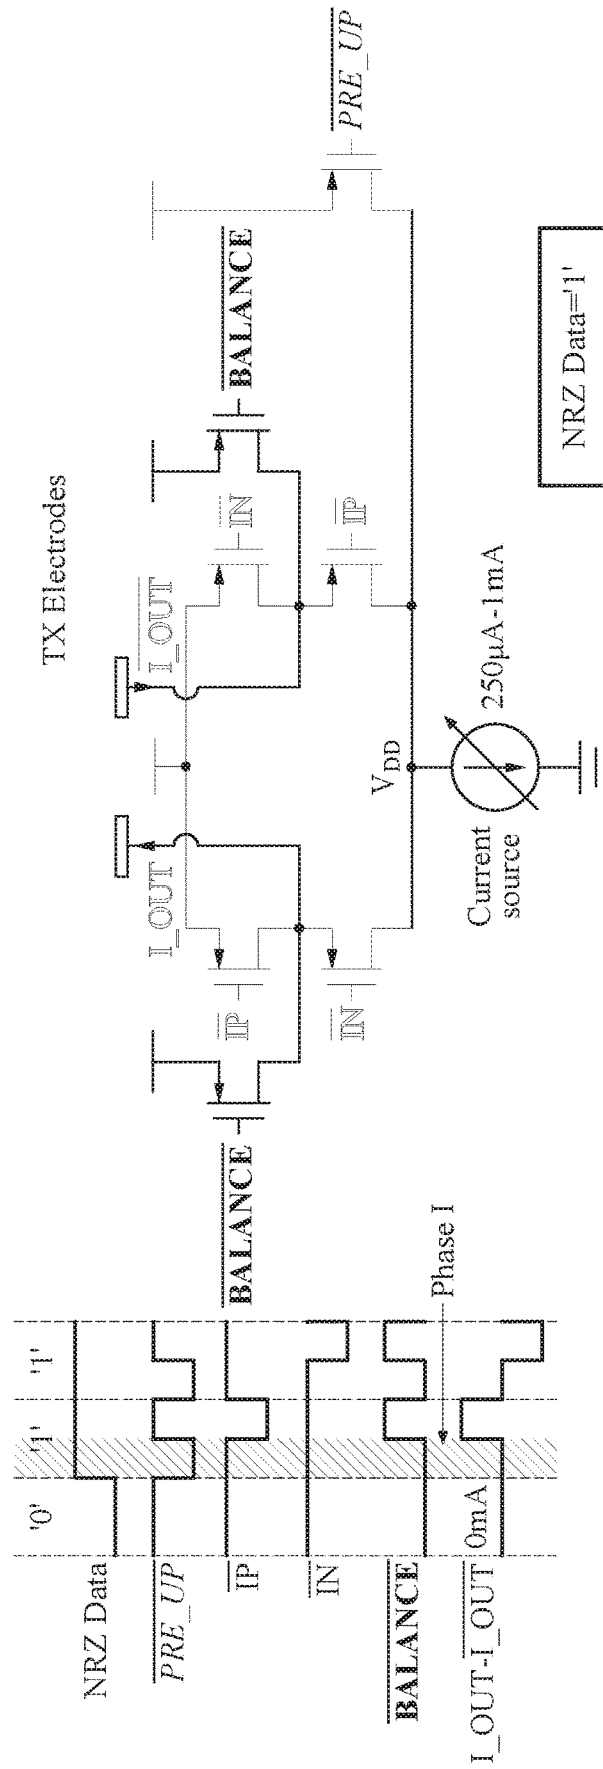 '0' '1' '1'
NRZ Data
PRE_UP
IP
IN
BALANCE
0mA
I_OUT-I_OUT
Phase I
TX Electrodes
I_OUT
I_OUT
BALANCE
IP
IN
BALANCE
IN
IP
PRE_UP
V_DD
Current
source
250μA-1mA
NRZ Data='1'